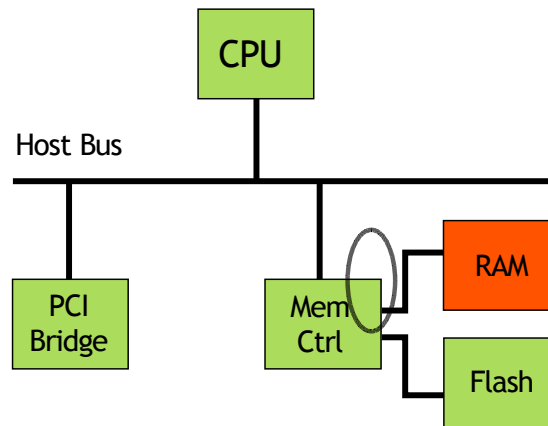 CPU
Host Bus
PCI
Bridge
Mem
Ctrl
RAM
Flash